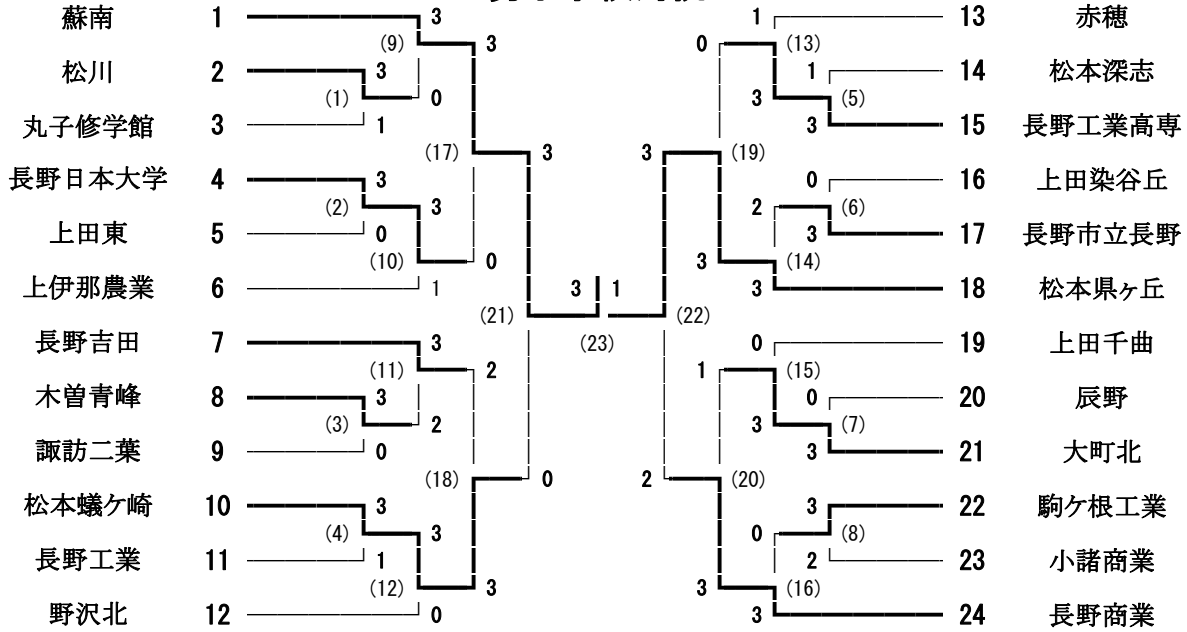 蘇南 1 3 1 13 赤穂
(9) 3 0 (13)
松川 2 3 1 14 松本深志
(1) 0 3 (5)
丸子修学館 3 1 3 15 長野工業高専
(17) 3 3 (19)
長野日本大学 4 3 0 16 上田染谷丘
(2) 3 2 (6)
上田東 5 0 3 17 長野市立長野
(10) 0 3 (14)
上伊那農業 6 1 3 1 3 18 松本県ヶ丘
(21) (22)
長野吉田 7 3 (23) 0 19 上田千曲
(11) 2 1 (15)
木曽青峰 8 3 0 20 辰野
(3) 2 3 (7)
諏訪二葉 9 0 3 21 大町北
(18) 0 2 (20)
松本蟻ケ崎 10 3 3 22 駒ケ根工業
(4) 3 0 (8)
長野工業 11 1 2 23 小諸商業
(12) 3 3 (16)
野沢北 12 0 3 24 長野商業